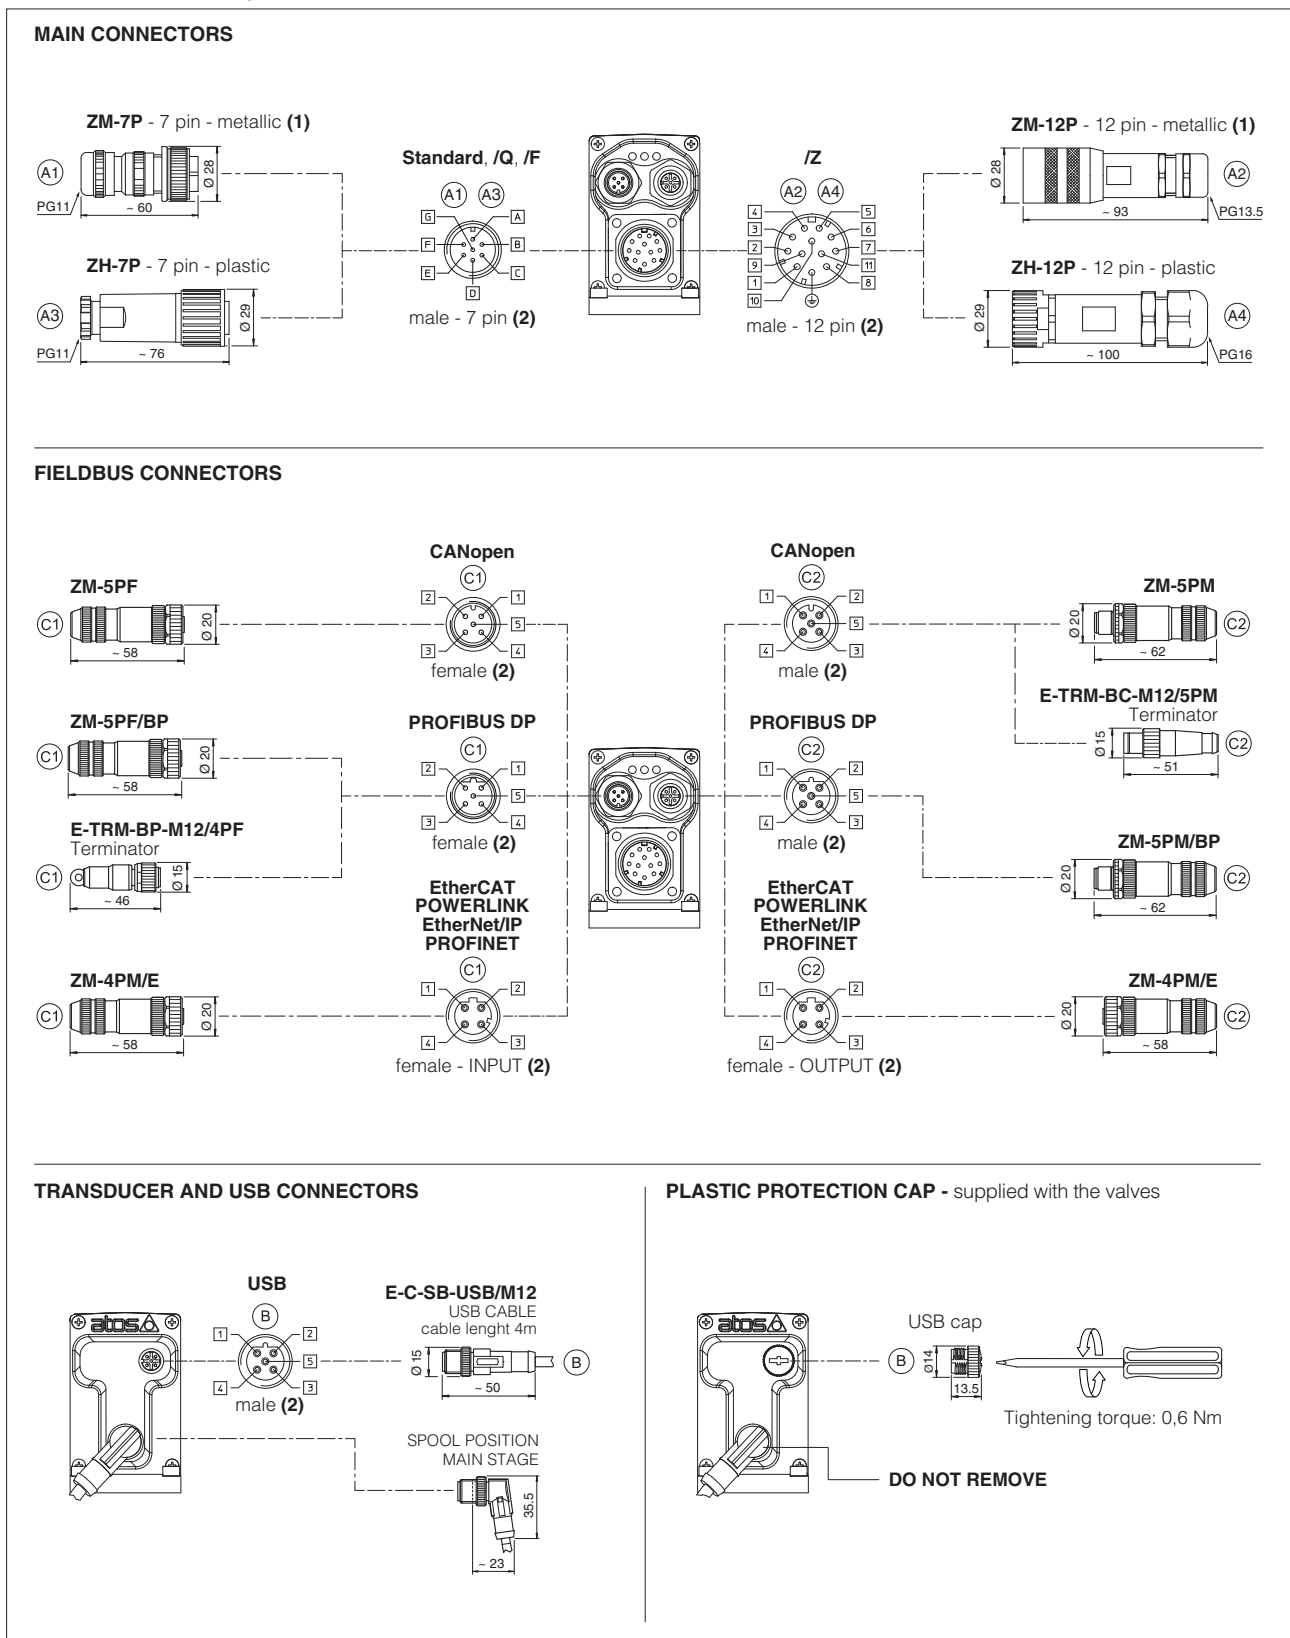 MAIN CONNECTORS
ZM-7P - 7 pin - metallic (1)
A1
PG11
~ 60
Ø 28
ZH-7P - 7 pin - plastic
A3
PG11
~ 76
Ø 29
Standard, /Q, /F
A1 A3
G A
F B
E C
D
male - 7 pin (2)
/Z
A2 A4
4 5
3 6
2 7
9 11
1 8
10
male - 12 pin (2)
ZM-12P - 12 pin - metallic (1)
Ø 28
A2
~ 93
PG13.5
ZH-12P - 12 pin - plastic
Ø 29
A4
~ 100
PG16
FIELDBUS CONNECTORS
ZM-5PF
C1
Ø 20
~ 58
ZM-5PF/BP
C1
Ø 20
~ 58
E-TRM-BP-M12/4PF
Terminator
C1
Ø 15
~ 46
ZM-4PM/E
C1
Ø 20
~ 58
CANopen
C1
2 1
5
3 4
female (2)
PROFIBUS DP
C1
2 1
5
3 4
female (2)
EtherCAT
POWERLINK
EtherNet/IP
PROFINET
C1
1 2
4 3
female - INPUT (2)
CANopen
C2
1 2
5
4 3
male (2)
PROFIBUS DP
C2
1 2
5
4 3
male (2)
EtherCAT
POWERLINK
EtherNet/IP
PROFINET
C2
1 2
4 3
female - OUTPUT (2)
ZM-5PM
Ø 20
C2
~ 62
E-TRM-BC-M12/5PM
Terminator
Ø 15
C2
~ 51
ZM-5PM/BP
Ø 20
C2
~ 62
ZM-4PM/E
Ø 20
C2
~ 58
TRANSDUCER AND USB CONNECTORS
atos
USB
B
1 2
5
4 3
male (2)
E-C-SB-USB/M12
USB CABLE
cable lenght 4m
Ø 15
B
~ 50
SPOOL POSITION
MAIN STAGE
35.5
~ 23
PLASTIC PROTECTION CAP - supplied with the valves
atos
USB cap
B
Ø14
13.5
Tightening torque: 0,6 Nm
DO NOT REMOVE